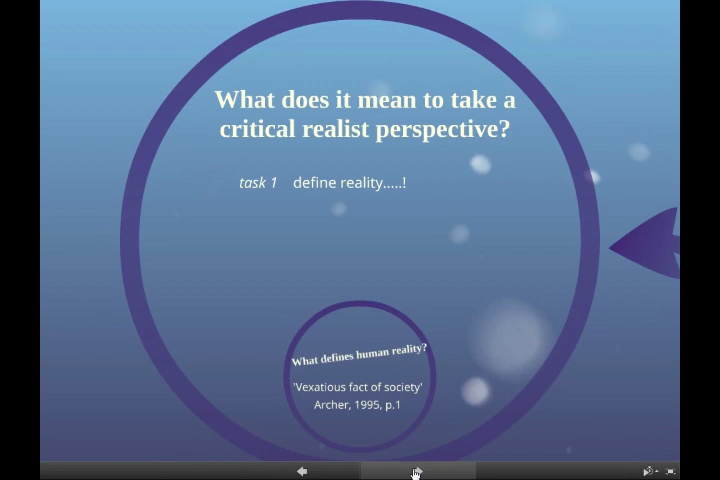 What does it mean to take a
critical realist perspective?
task 1 define reality.....!
What defines human reality?
'Vexatious fact of society'
Archer, 1995, p.1